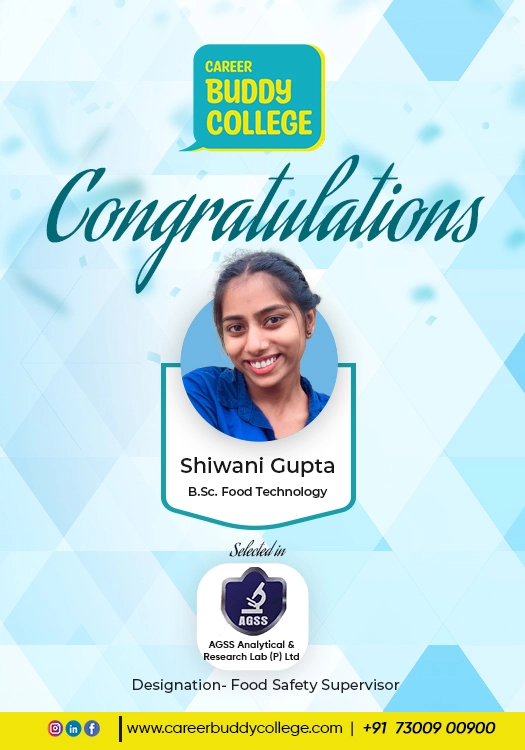 CAREER
BUDDY
COLLEGE
Congratulations
Shiwani Gupta
B.Sc. Food Technology
Selected in
AGSS
AGSS Analytical &
Research Lab (P) Ltd
Designation- Food Safety Supervisor
www.careerbuddycollege.com | +91 73009 00900